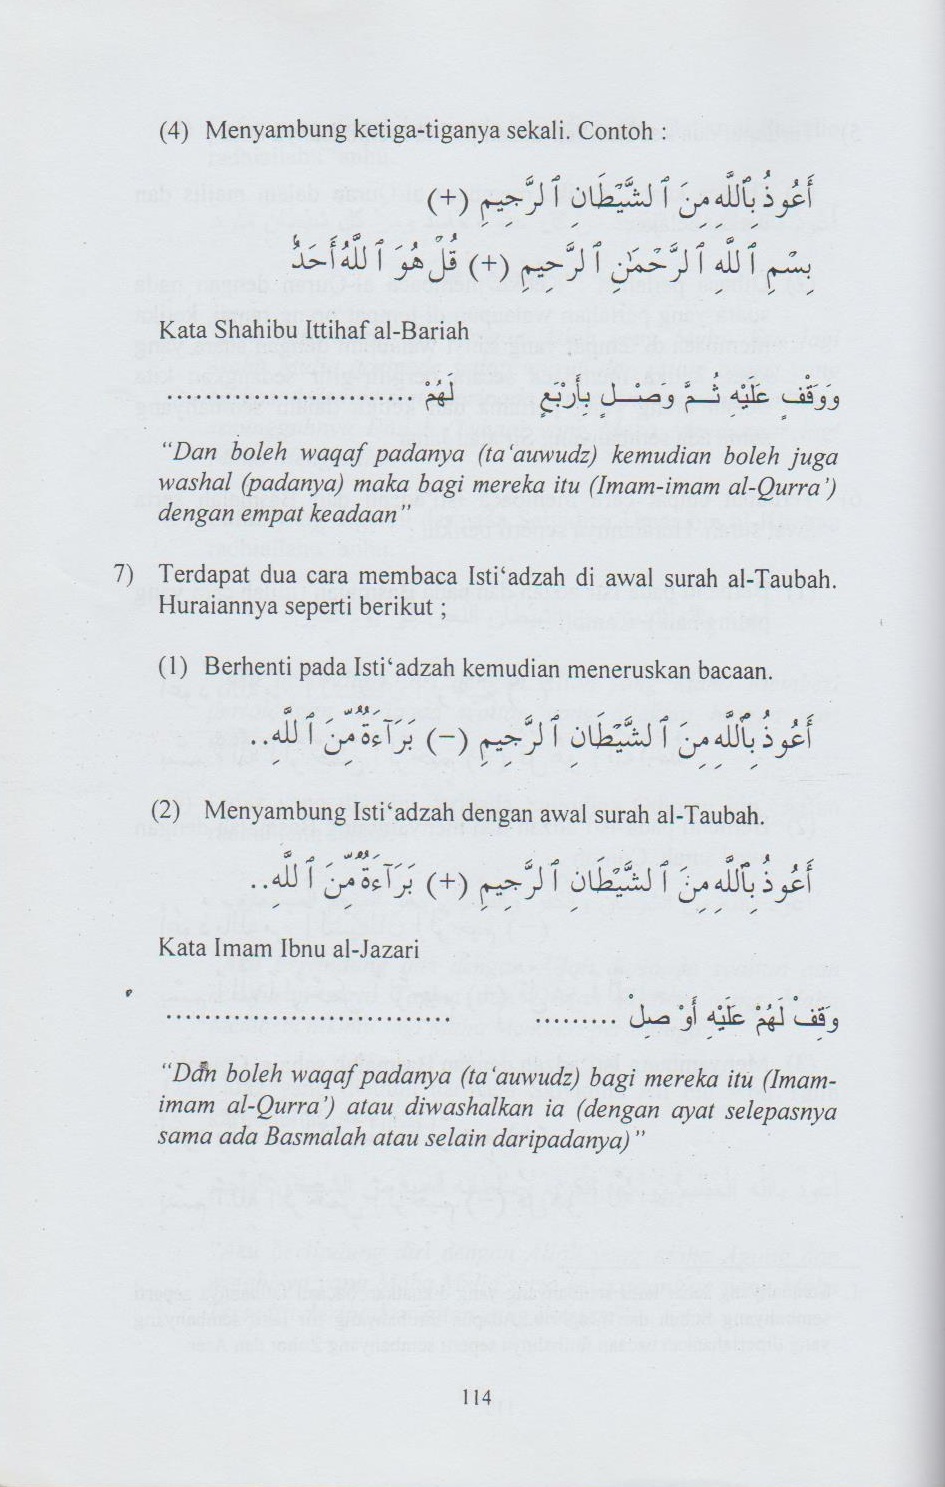 (4) Menyambung ketiga-tiganya sekali. Contoh :
أَعُوذُ بِٱللَّهِ مِنَ ٱلشَّيْطَانِ ٱلرَّجِيمِ (+)
بِسْمِ ٱللَّهِ ٱلرَّحْمَٰنِ ٱلرَّحِيمِ (+) قُلْ هُوَ ٱللَّهُ أَحَدٌ
Kata Shahibu Ittihaf al-Bariah
وَوَقْفٍ عَلَيْهِ ثُمَّ وَصْلٍ بِأَرْبَعٍ لَهُمْ ............................
“Dan boleh waqaf padanya (ta‘auwudz) kemudian boleh juga
washal (padanya) maka bagi mereka itu (Imam-imam al-Qurra’)
dengan empat keadaan”
7) Terdapat dua cara membaca Isti‘adzah di awal surah al-Taubah.
Huraiannya seperti berikut ;
(1) Berhenti pada Isti‘adzah kemudian meneruskan bacaan.
أَعُوذُ بِٱللَّهِ مِنَ ٱلشَّيْطَانِ ٱلرَّجِيمِ (−) بَرَآءَةٌ مِّنَ ٱللَّهِ..
(2) Menyambung Isti‘adzah dengan awal surah al-Taubah.
أَعُوذُ بِٱللَّهِ مِنَ ٱلشَّيْطَانِ ٱلرَّجِيمِ (+) بَرَآءَةٌ مِّنَ ٱللَّهِ..
Kata Imam Ibnu al-Jazari
وَقِفْ لَهُمْ عَلَيْهِ أَوْ صِلْ ......... .............................
“Dan boleh waqaf padanya (ta‘auwudz) bagi mereka itu (Imam-
imam al-Qurra’) atau diwashalkan ia (dengan ayat selepasnya
sama ada Basmalah atau selain daripadanya)”
114